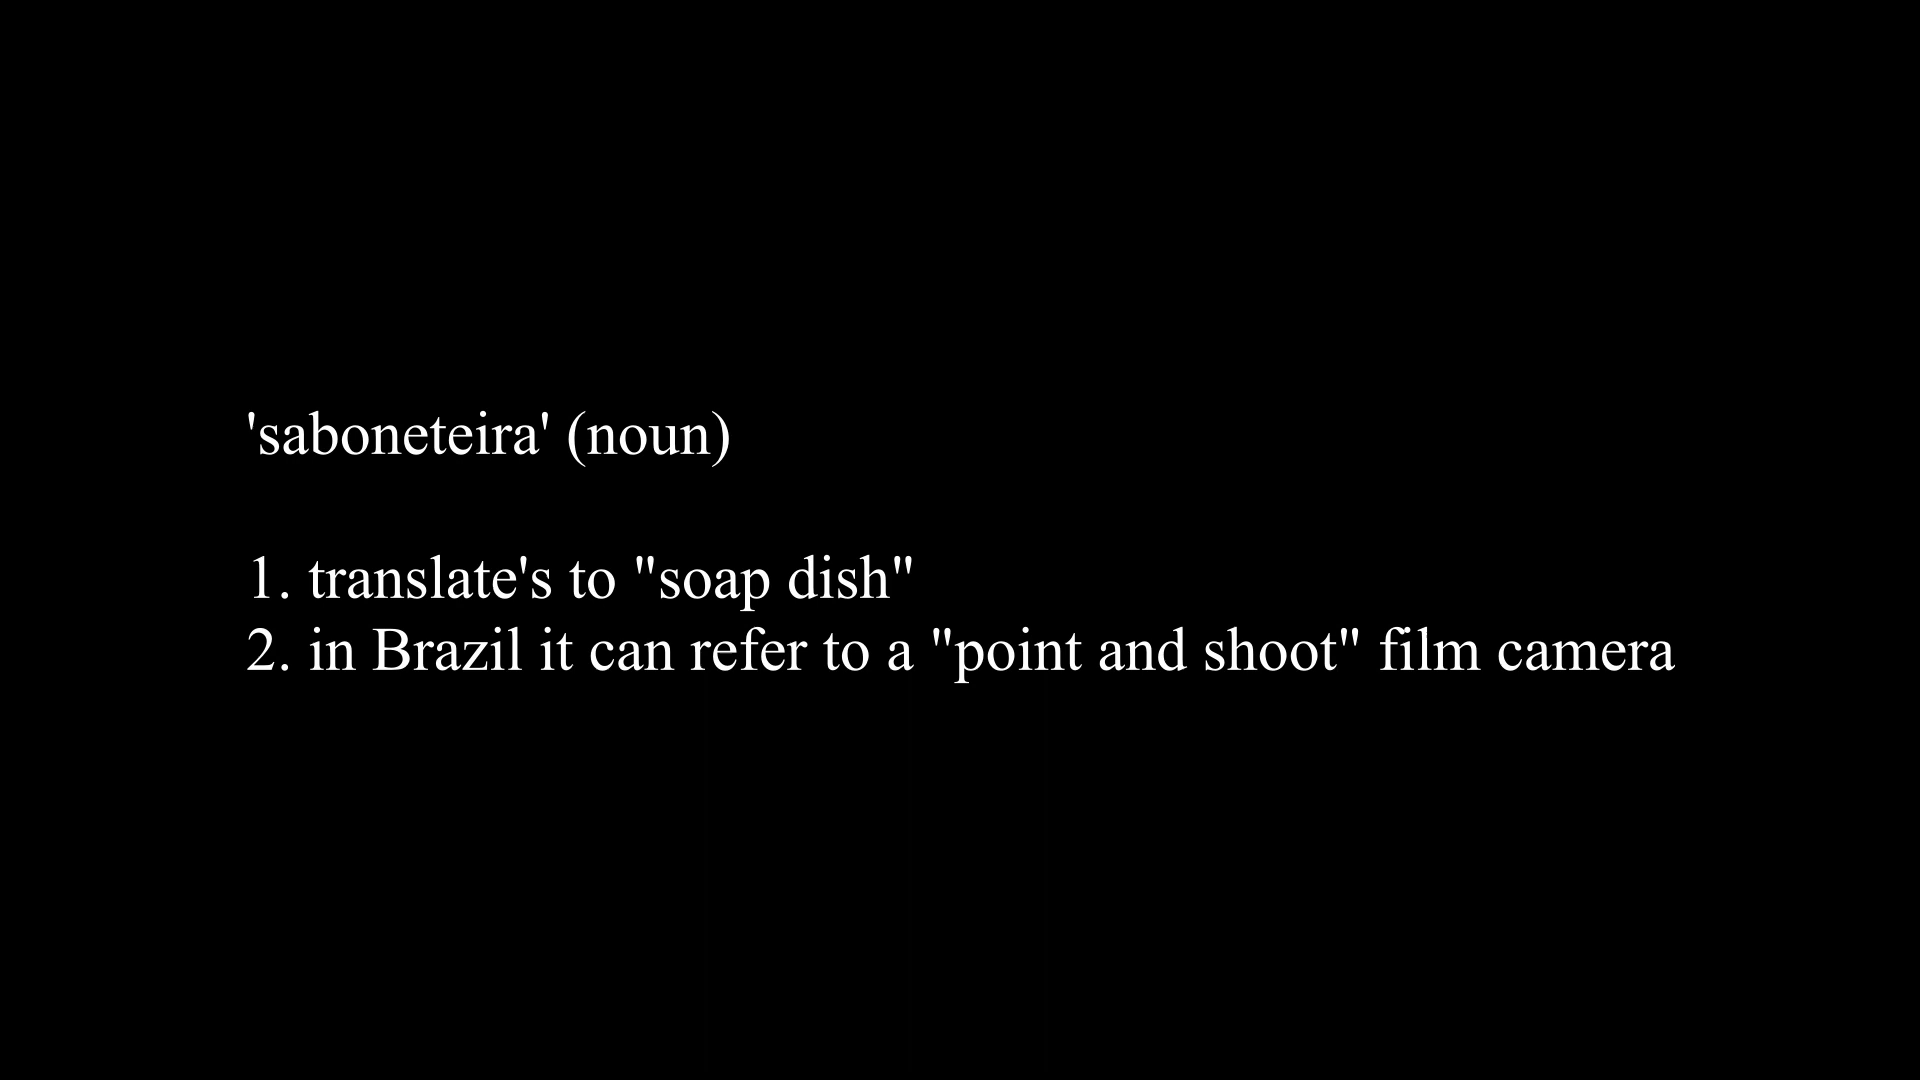 'saboneteira' (noun)
1. translate's to "soap dish"
2. in Brazil it can refer to a "point and shoot" film camera